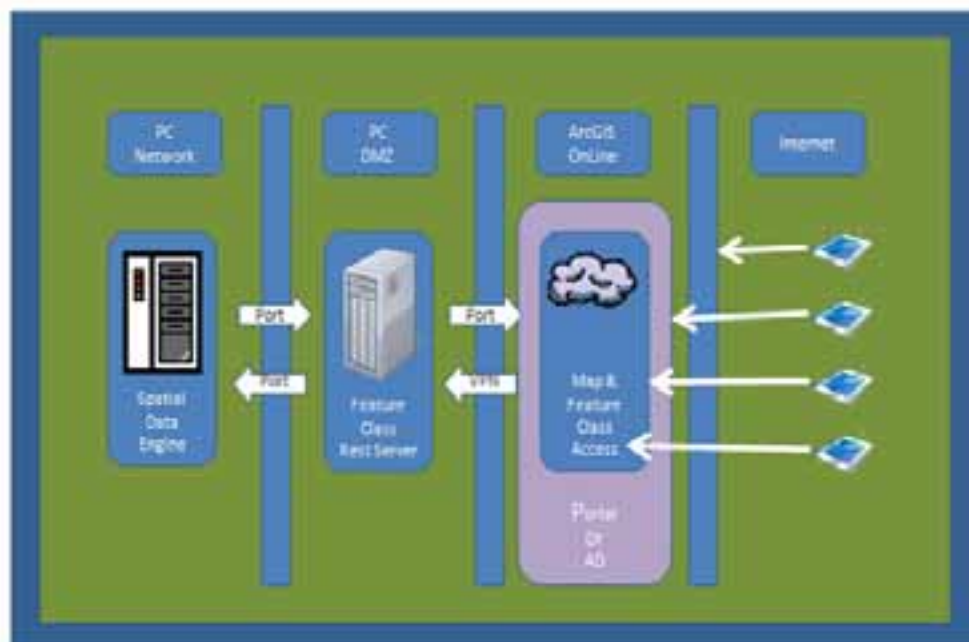 PC
Network
PC
DMZ
ArcGIS
OnLine
Internet
Port
Port
Port
VPN
Spatial
Data
Engine
Feature
Class
Rest Server
Map &
Feature
Class
Access
Portal
Or
AD